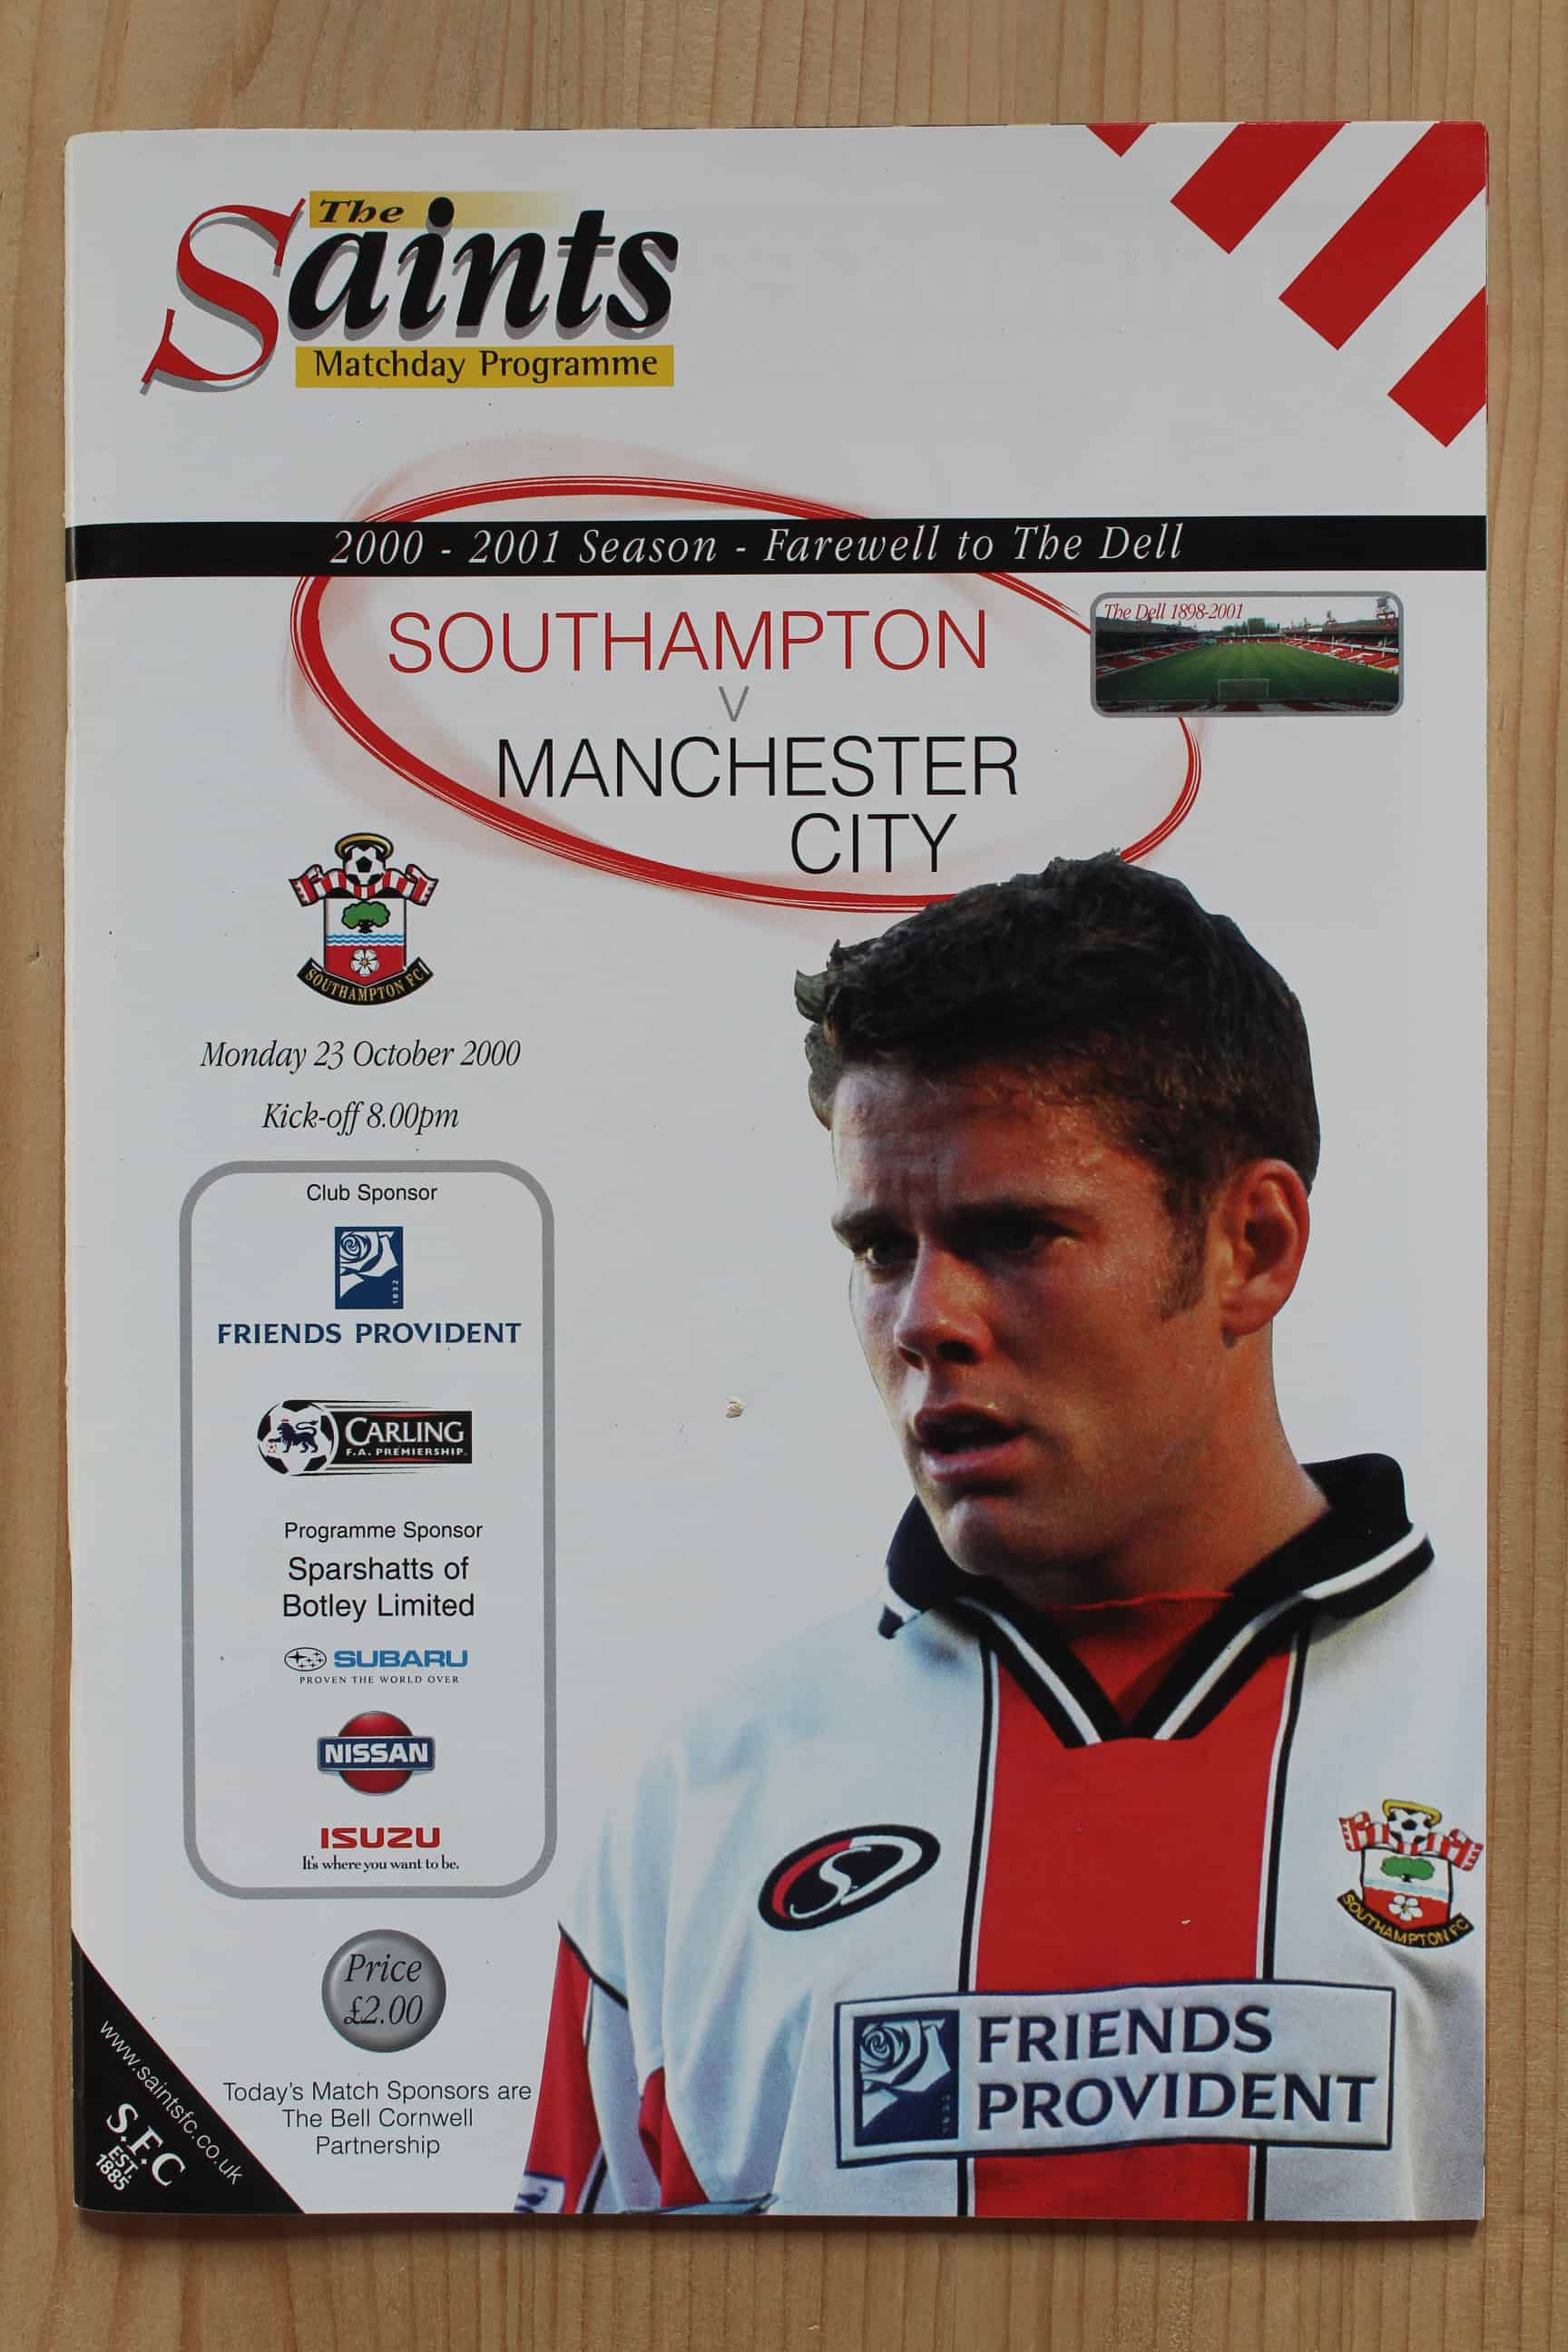 The
Saints
Matchday Programme
2000 - 2001 Season - Farewell to The Dell
The Dell 1898-2001
SOUTHAMPTON
V
MANCHESTER
CITY
SOUTHAMPTON FC
Monday 23 October 2000
Kick-off 8.00pm
Club Sponsor
1832
FRIENDS PROVIDENT
CARLING
F.A. PREMIERSHIP
Programme Sponsor
Sparshatts of
Botley Limited
SUBARU
PROVEN THE WORLD OVER
NISSAN
ISUZU
It's where you want to be.
Price
£2.00
Today's Match Sponsors are
The Bell Cornwell
Partnership
www.saintsfc.co.uk
S.F.C
EST.
1885
SOUTHAMPTON FC
1832
FRIENDS
PROVIDENT